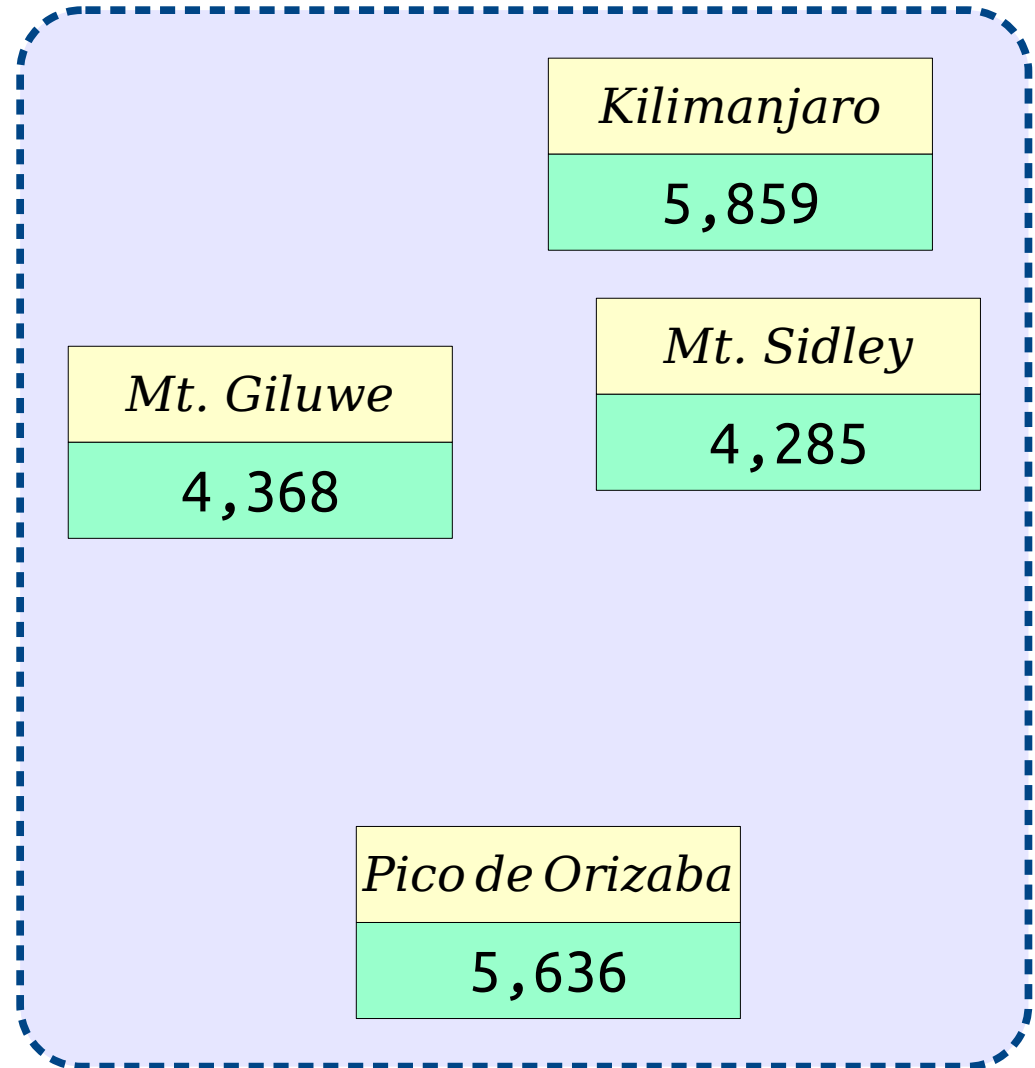 Kilimanjaro
5,859
Mt. Sidley
4,285
Mt. Giluwe
4,368
Pico de Orizaba
5,636